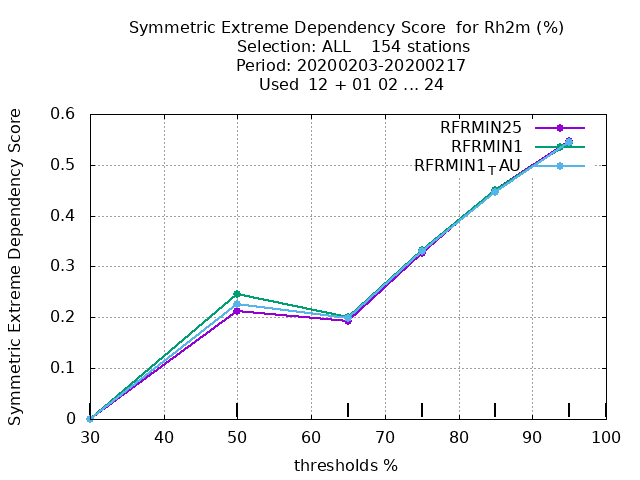 Symmetric Extreme Dependency Score  for Rh2m (%)
Selection: ALL    154 stations
Period: 20200203-20200217
Used  12 + 01 02 ... 24
Symmetric Extreme Dependency Score
0.6
0.5
0.4
0.3
0.2
0.1
0
RFRMIN25
RFRMIN1
RFRMIN1TAU
30 40 50 60 70 80 90 100
thresholds %